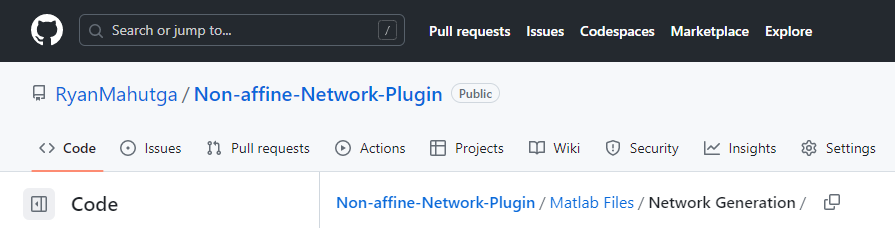 Search or jump to... / Pull requests Issues Codespaces Marketplace Explore
RyanMahutga / Non-affine-Network-Plugin Public
Code Issues Pull requests Actions Projects Wiki Security Insights Settings
Code Non-affine-Network-Plugin / Matlab Files / Network Generation /